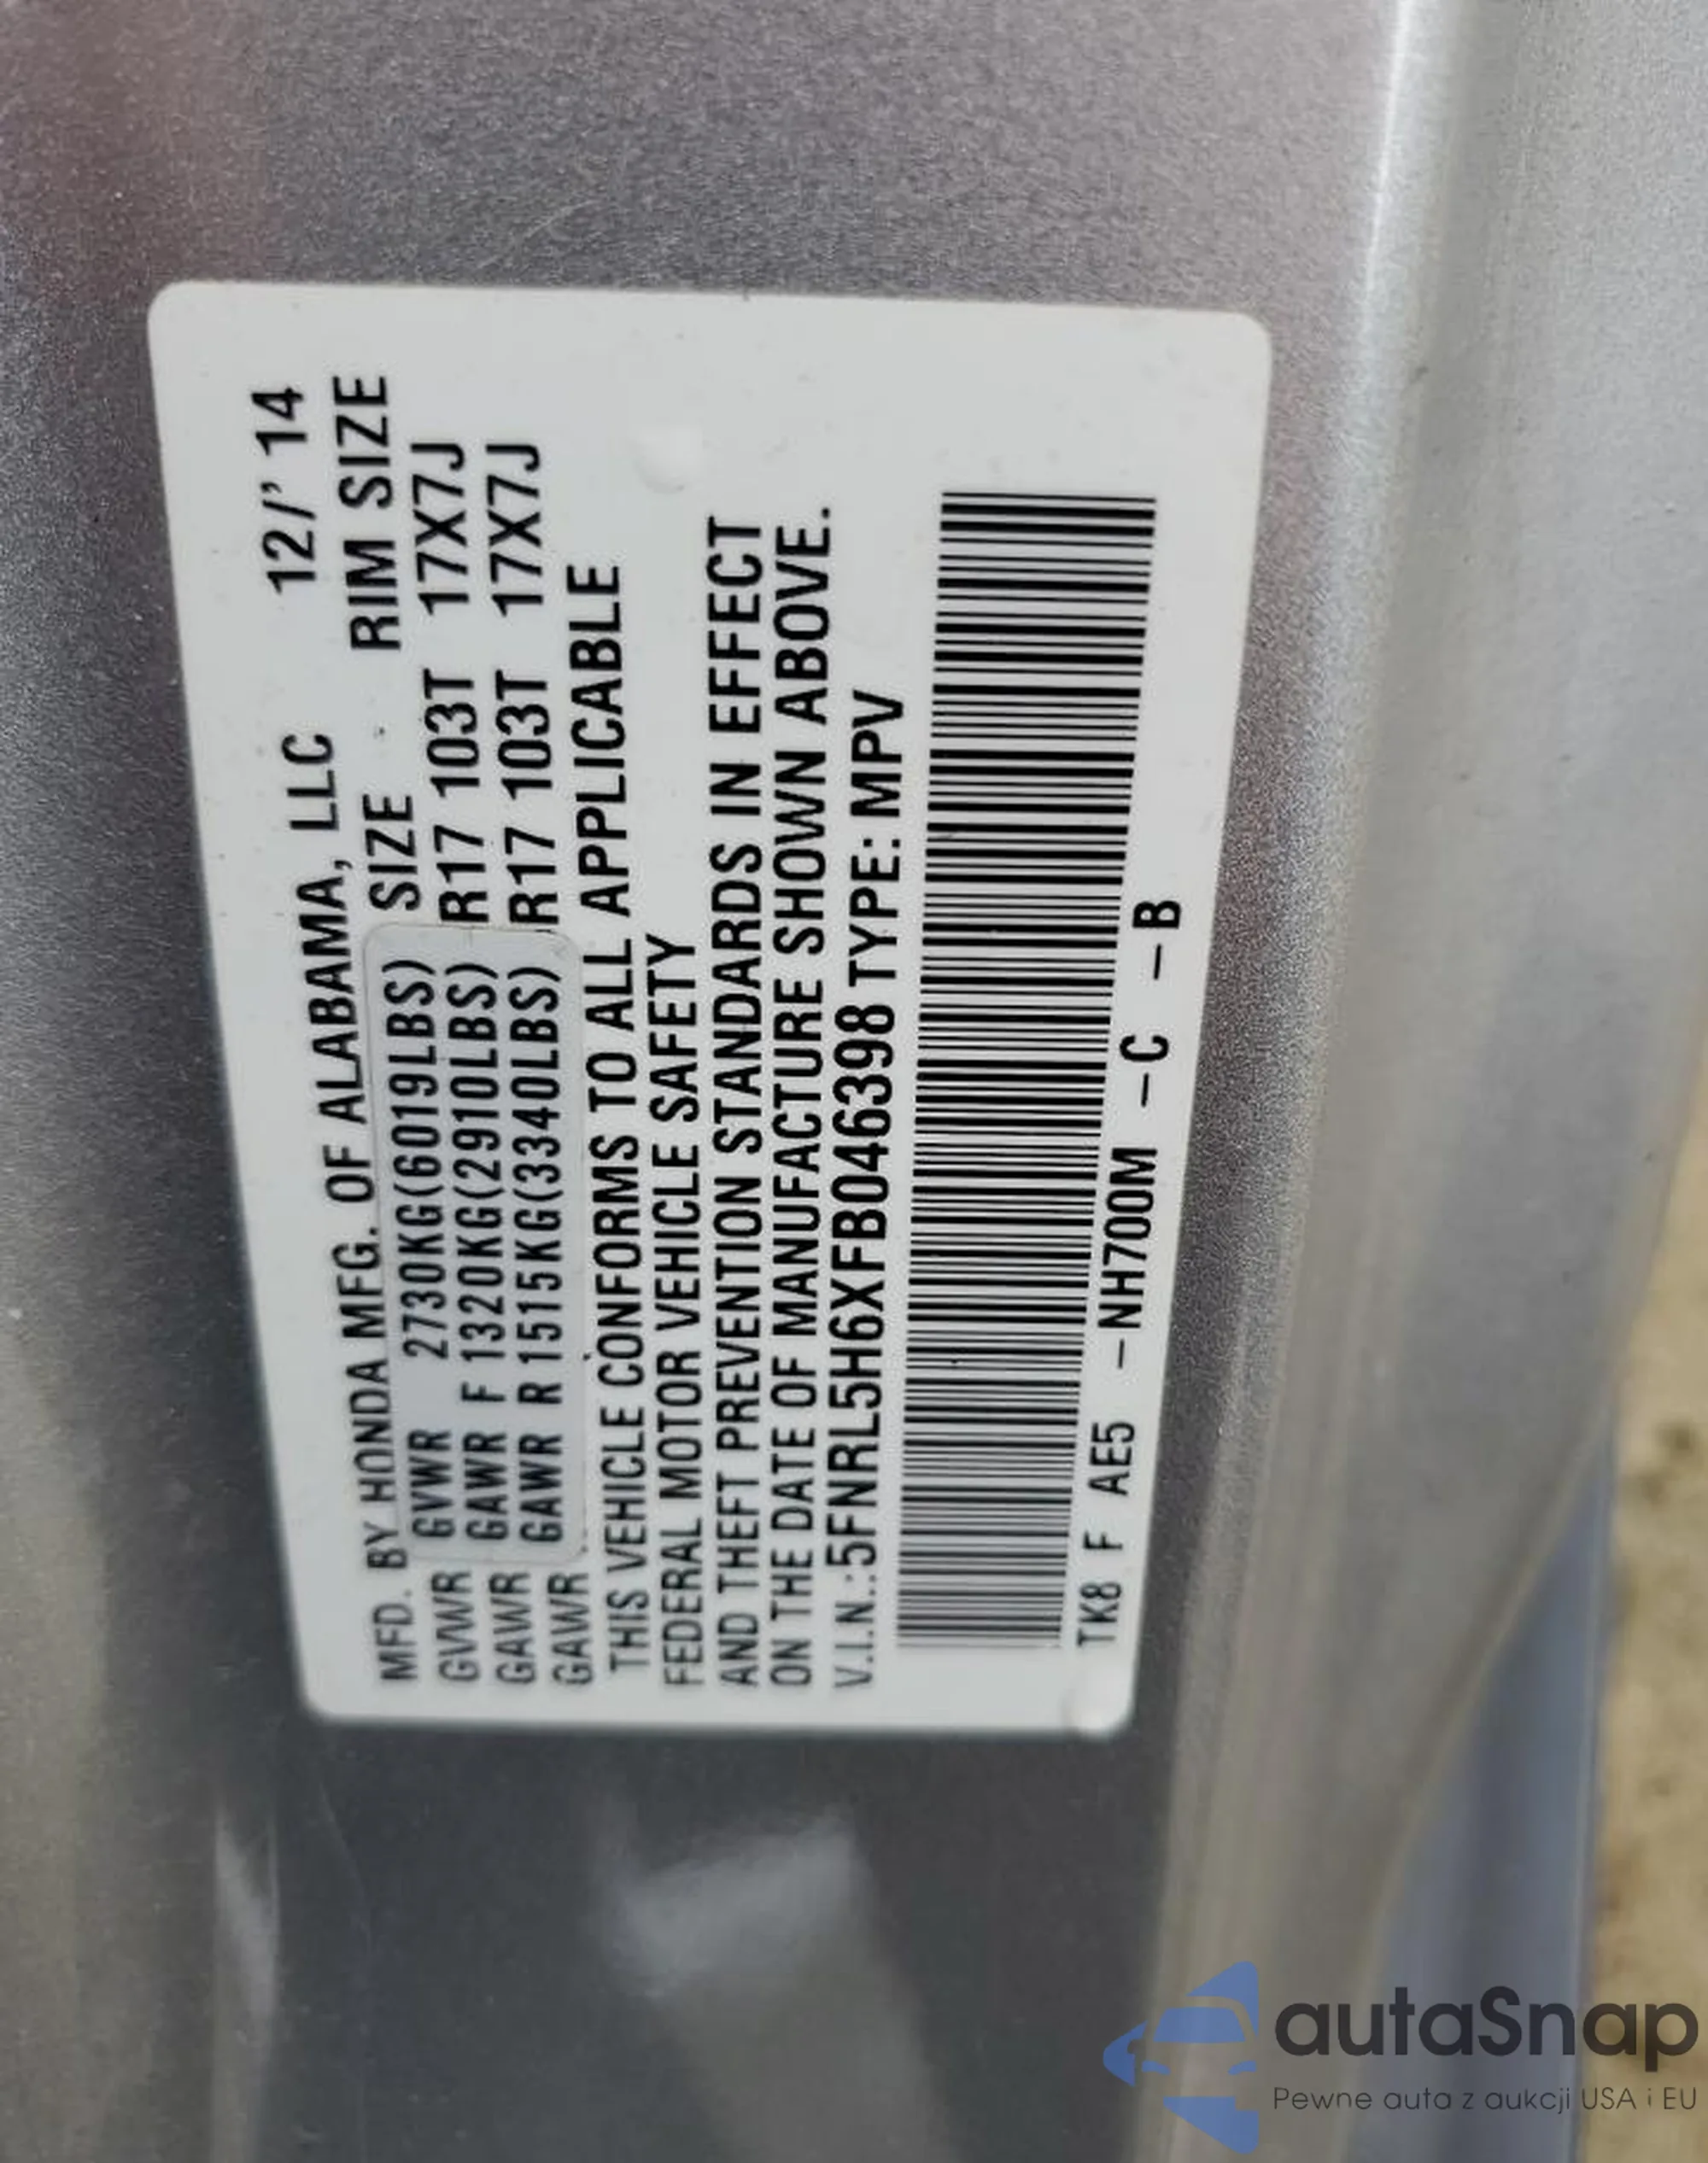 MFD. BY HONDA MFG. OF ALABAMA, LLC 12/' 14
SIZE RIM SIZE
GVWR GVWR 2730KG(6019LBS)
GAWR GAWR F 1320KG(2910LBS) R17 103T 17X7J
GAWR GAWR R 1515KG(3340LBS) R17 103T 17X7J
THIS VEHICLE CONFORMS TO ALL APPLICABLE
FEDERAL MOTOR VEHICLE SAFETY
AND THEFT PREVENTION STANDARDS IN EFFECT
ON THE DATE OF MANUFACTURE SHOWN ABOVE.
V.I.N.:5FNRL5H6XFB046398 TYPE: MPV
TK8 F AE5 –NH700M –C –B
autaSnap
Pewne auta z aukcji USA i EU